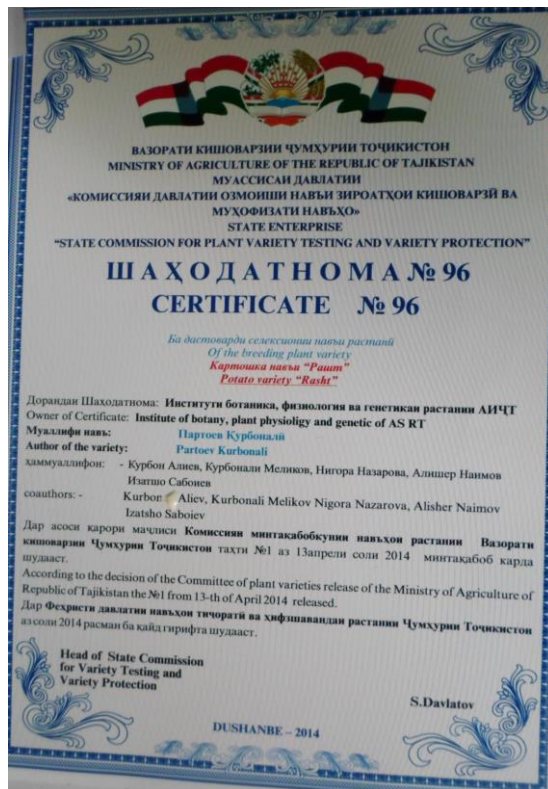 ВАЗОРАТИ КИШОВАРЗИИ ҶУМҲУРИИ ТОҶИКИСТОН
MINISTRY OF AGRICULTURE OF THE REPUBLIC OF TAJIKISTAN
МУАССИСАИ ДАВЛАТИИ
«КОМИССИЯИ ДАВЛАТИИ ОЗМОИШИ НАВЪИ ЗИРОАТҲОИ КИШОВАРЗӢ ВА
МУҲОФИЗАТИ НАВЪҲО»
STATE ENTERPRISE
“STATE COMMISSION FOR PLANT VARIETY TESTING AND VARIETY PROTECTION”
ШАҲОДАТНОМА № 96
CERTIFICATE № 96
Ба дастоварди селексионии навъи растанӣ
Of the breeding plant variety
Картошка навъи “Рашт”
Potato variety “Rasht”
Дорандаи Шаҳодатнома: Институти ботаника, физиология ва генетикаи растании АИҶТ
Owner of Certificate: Institute of botany, plant physioligy and genetic of AS RT
Муаллифи навъ: Партоев Қурбоналӣ
Author of the variety: Partoev Kurbonali
ҳаммуаллифон: - Курбон Алиев, Курбонали Меликов, Нигора Назарова, Алишер Наимов
Изатшо Сабоиев
coauthors: - Kurbon Aliev, Kurbonali Melikov Nigora Nazarova, Alisher Naimov
Izatsho Saboiev
Дар асоси қарори маҷлиси Комиссияи минтақабобкунии навъҳои растании Вазорати
кишоварзии Ҷумҳурии Тоҷикистон таҳти №1 аз 13апрели соли 2014 минтақабоб карда
шудааст.
According to the decision of the Committee of plant varieties release of the Ministry of Agriculture of
Republic of Tajikistan the №1 from 13-th of April 2014 released.
Дар Феҳристи давлатии навъҳои тиҷоратӣ ва ҳифзшавандаи растании Ҷумҳурии Тоҷикистон
аз соли 2014 расман ба қайд гирифта шудааст.
Head of State Commission
for Variety Testing and
Variety Protection
S.Davlatov
DUSHANBE – 2014